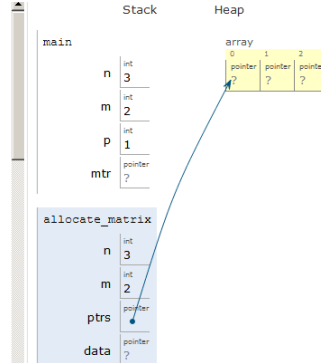 Stack Heap
main
array
0 1 2
pointer pointer pointer
? ? ?
int
n 3
int
m 2
int
p 1
pointer
mtr ?
allocate_matrix
int
n 3
int
m 2
pointer
ptrs
pointer
data ?